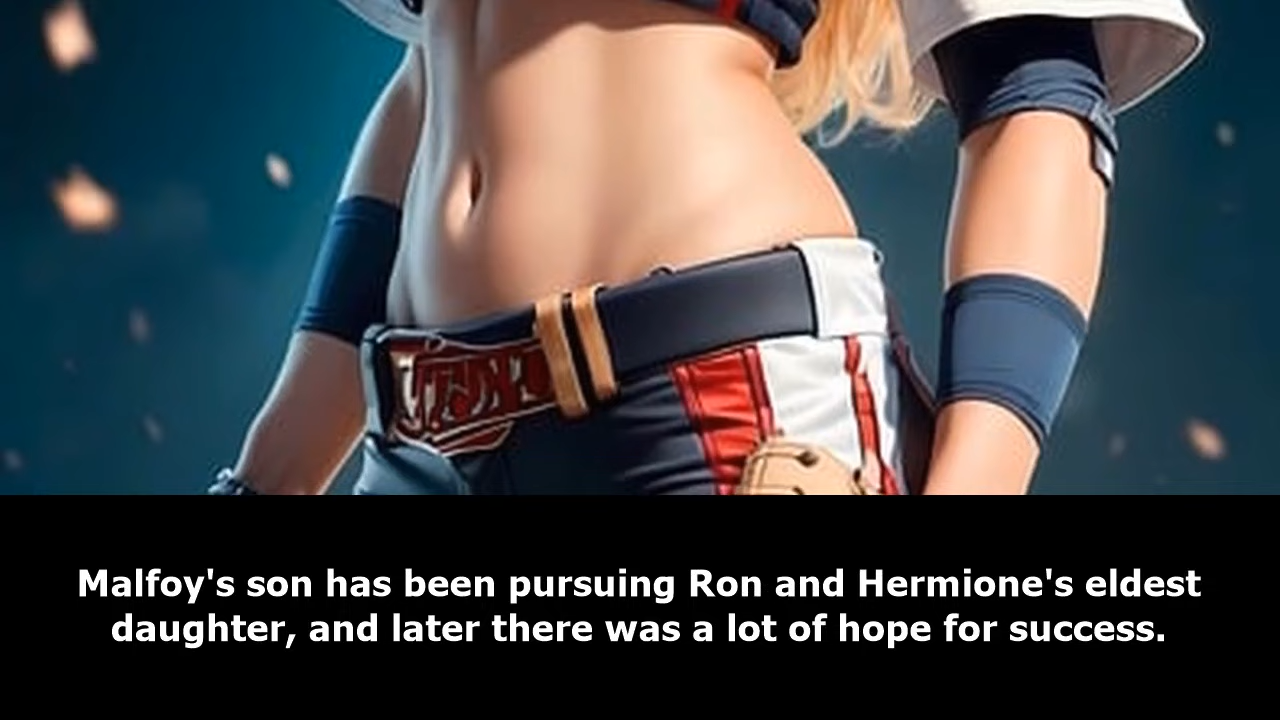 Malfoy's son has been pursuing Ron and Hermione's eldest
daughter, and later there was a lot of hope for success.